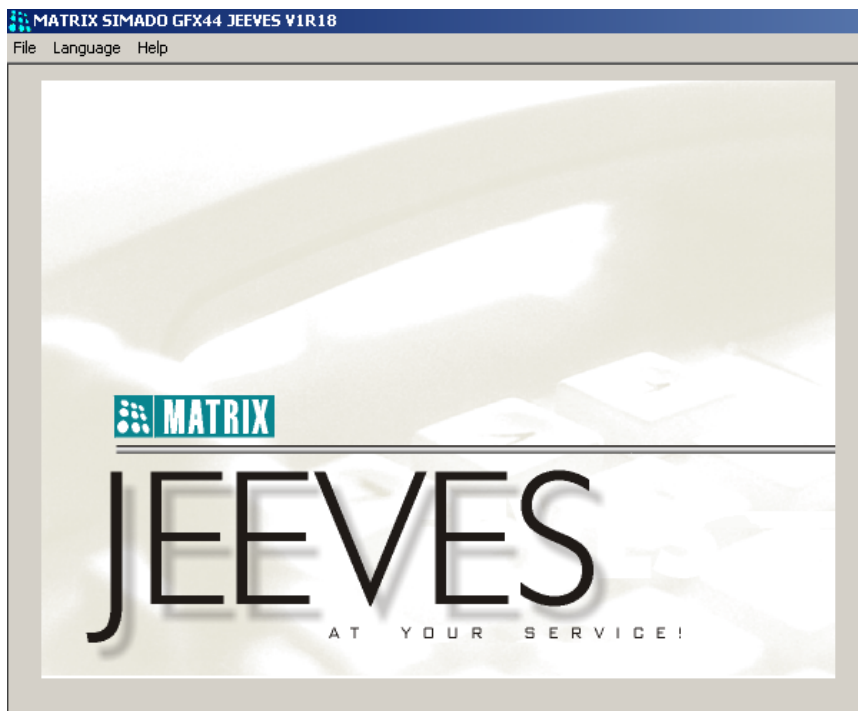 MATRIX SIMADO GFX44 JEEVES V1R18
File Language Help
MATRIX
JEEVES
AT YOUR SERVICE!